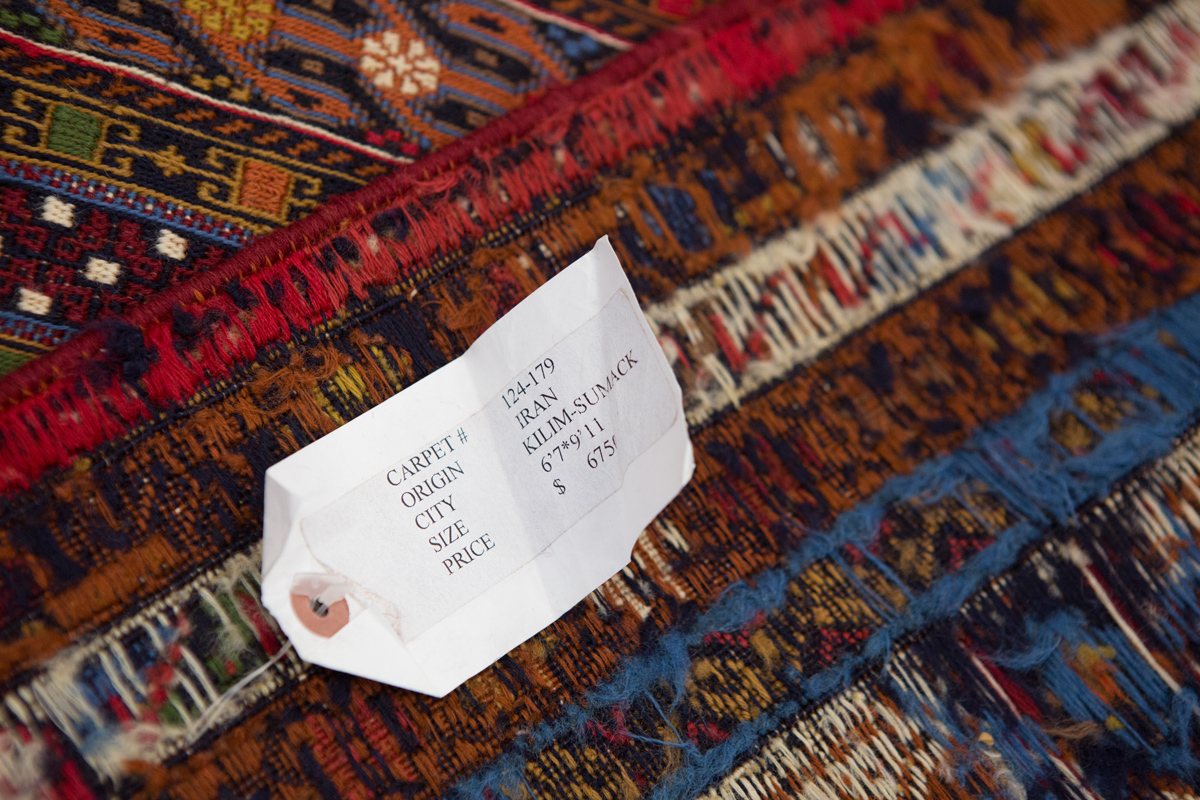 CARPET # 124-179
ORIGIN IRAN
CITY KILIM-SUMACK
SIZE 6'7*9'11
PRICE $ 675